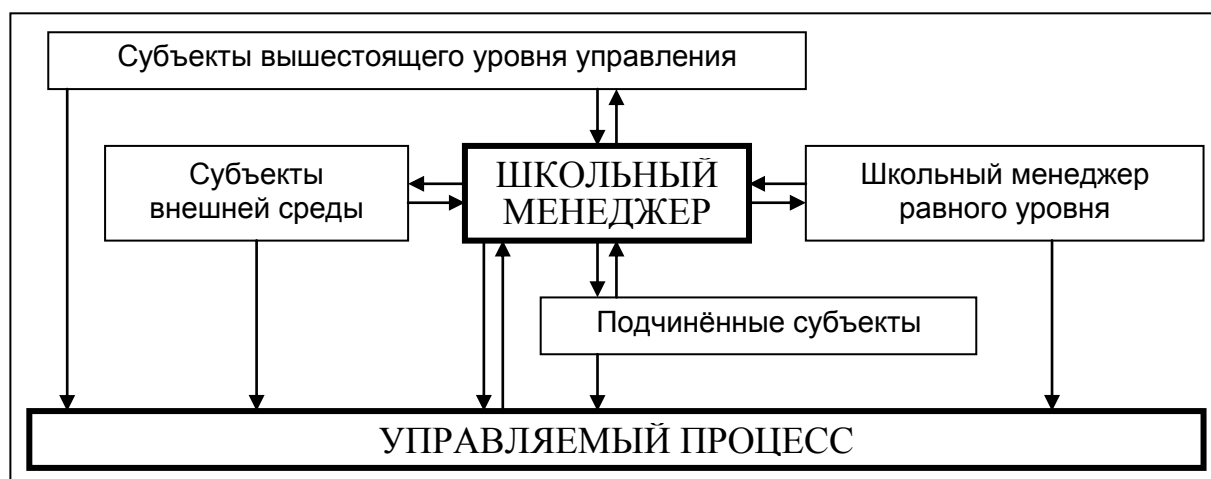 Субъекты вышестоящего уровня управления
Субъекты
внешней среды
ШКОЛЬНЫЙ
МЕНЕДЖЕР
Школьный менеджер
равного уровня
Подчинённые субъекты
УПРАВЛЯЕМЫЙ ПРОЦЕСС